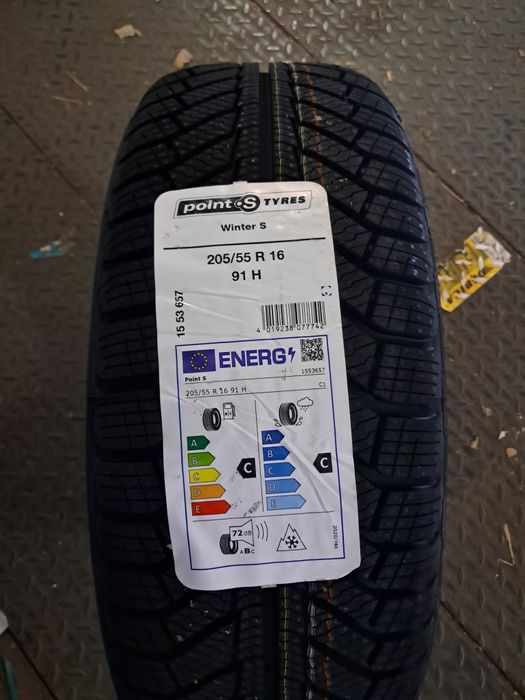 point S TYRES
Winter S
205/55 R 16
91 H
15 53 657
4 019238 077742
ENERG
Point S
1553657
205/55 R 16 91 H
C1
A
B
C
D
E
C
A
B
C
D
E
C
72 dB
ABC
2020/740